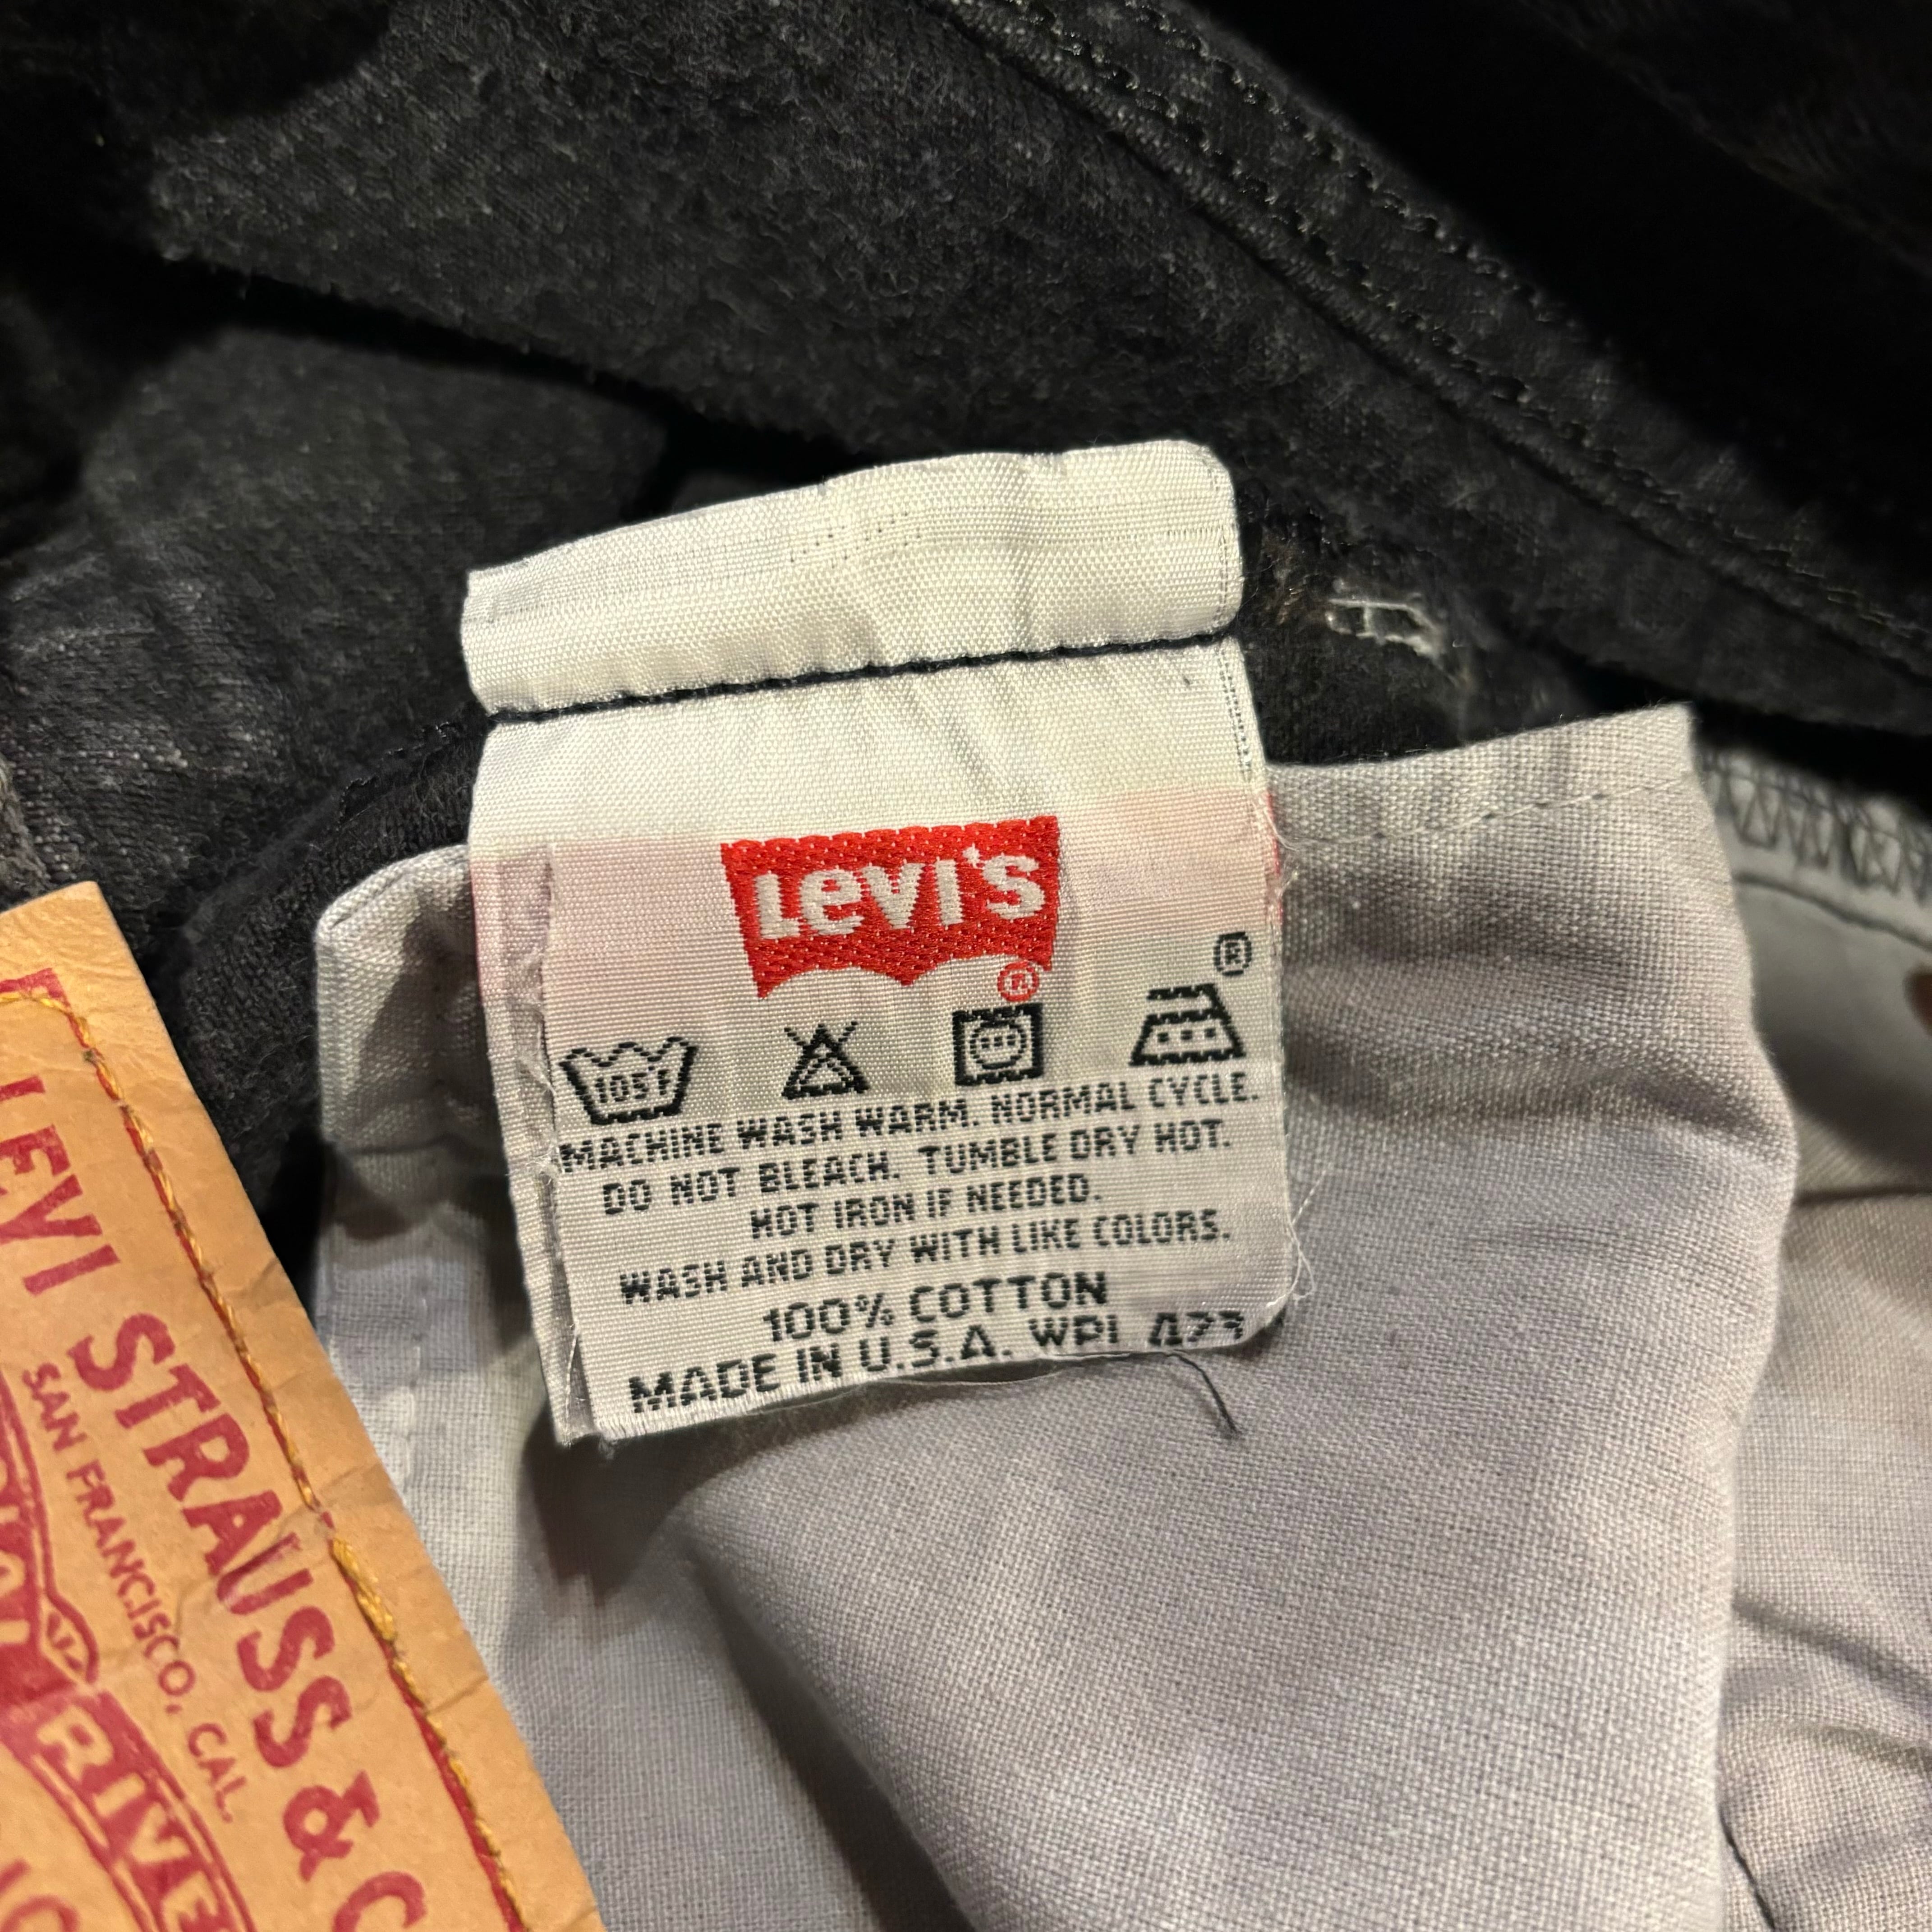 LEVI'S
®
®
105F
MACHINE WASH WARM. NORMAL CYCLE.
DO NOT BLEACH. TUMBLE DRY HOT.
HOT IRON IF NEEDED.
WASH AND DRY WITH LIKE COLORS.
100% COTTON
MADE IN U.S.A. WPL 423
LEVI STRAUSS & C
SAN FRANCISCO, CAL.
RIVE